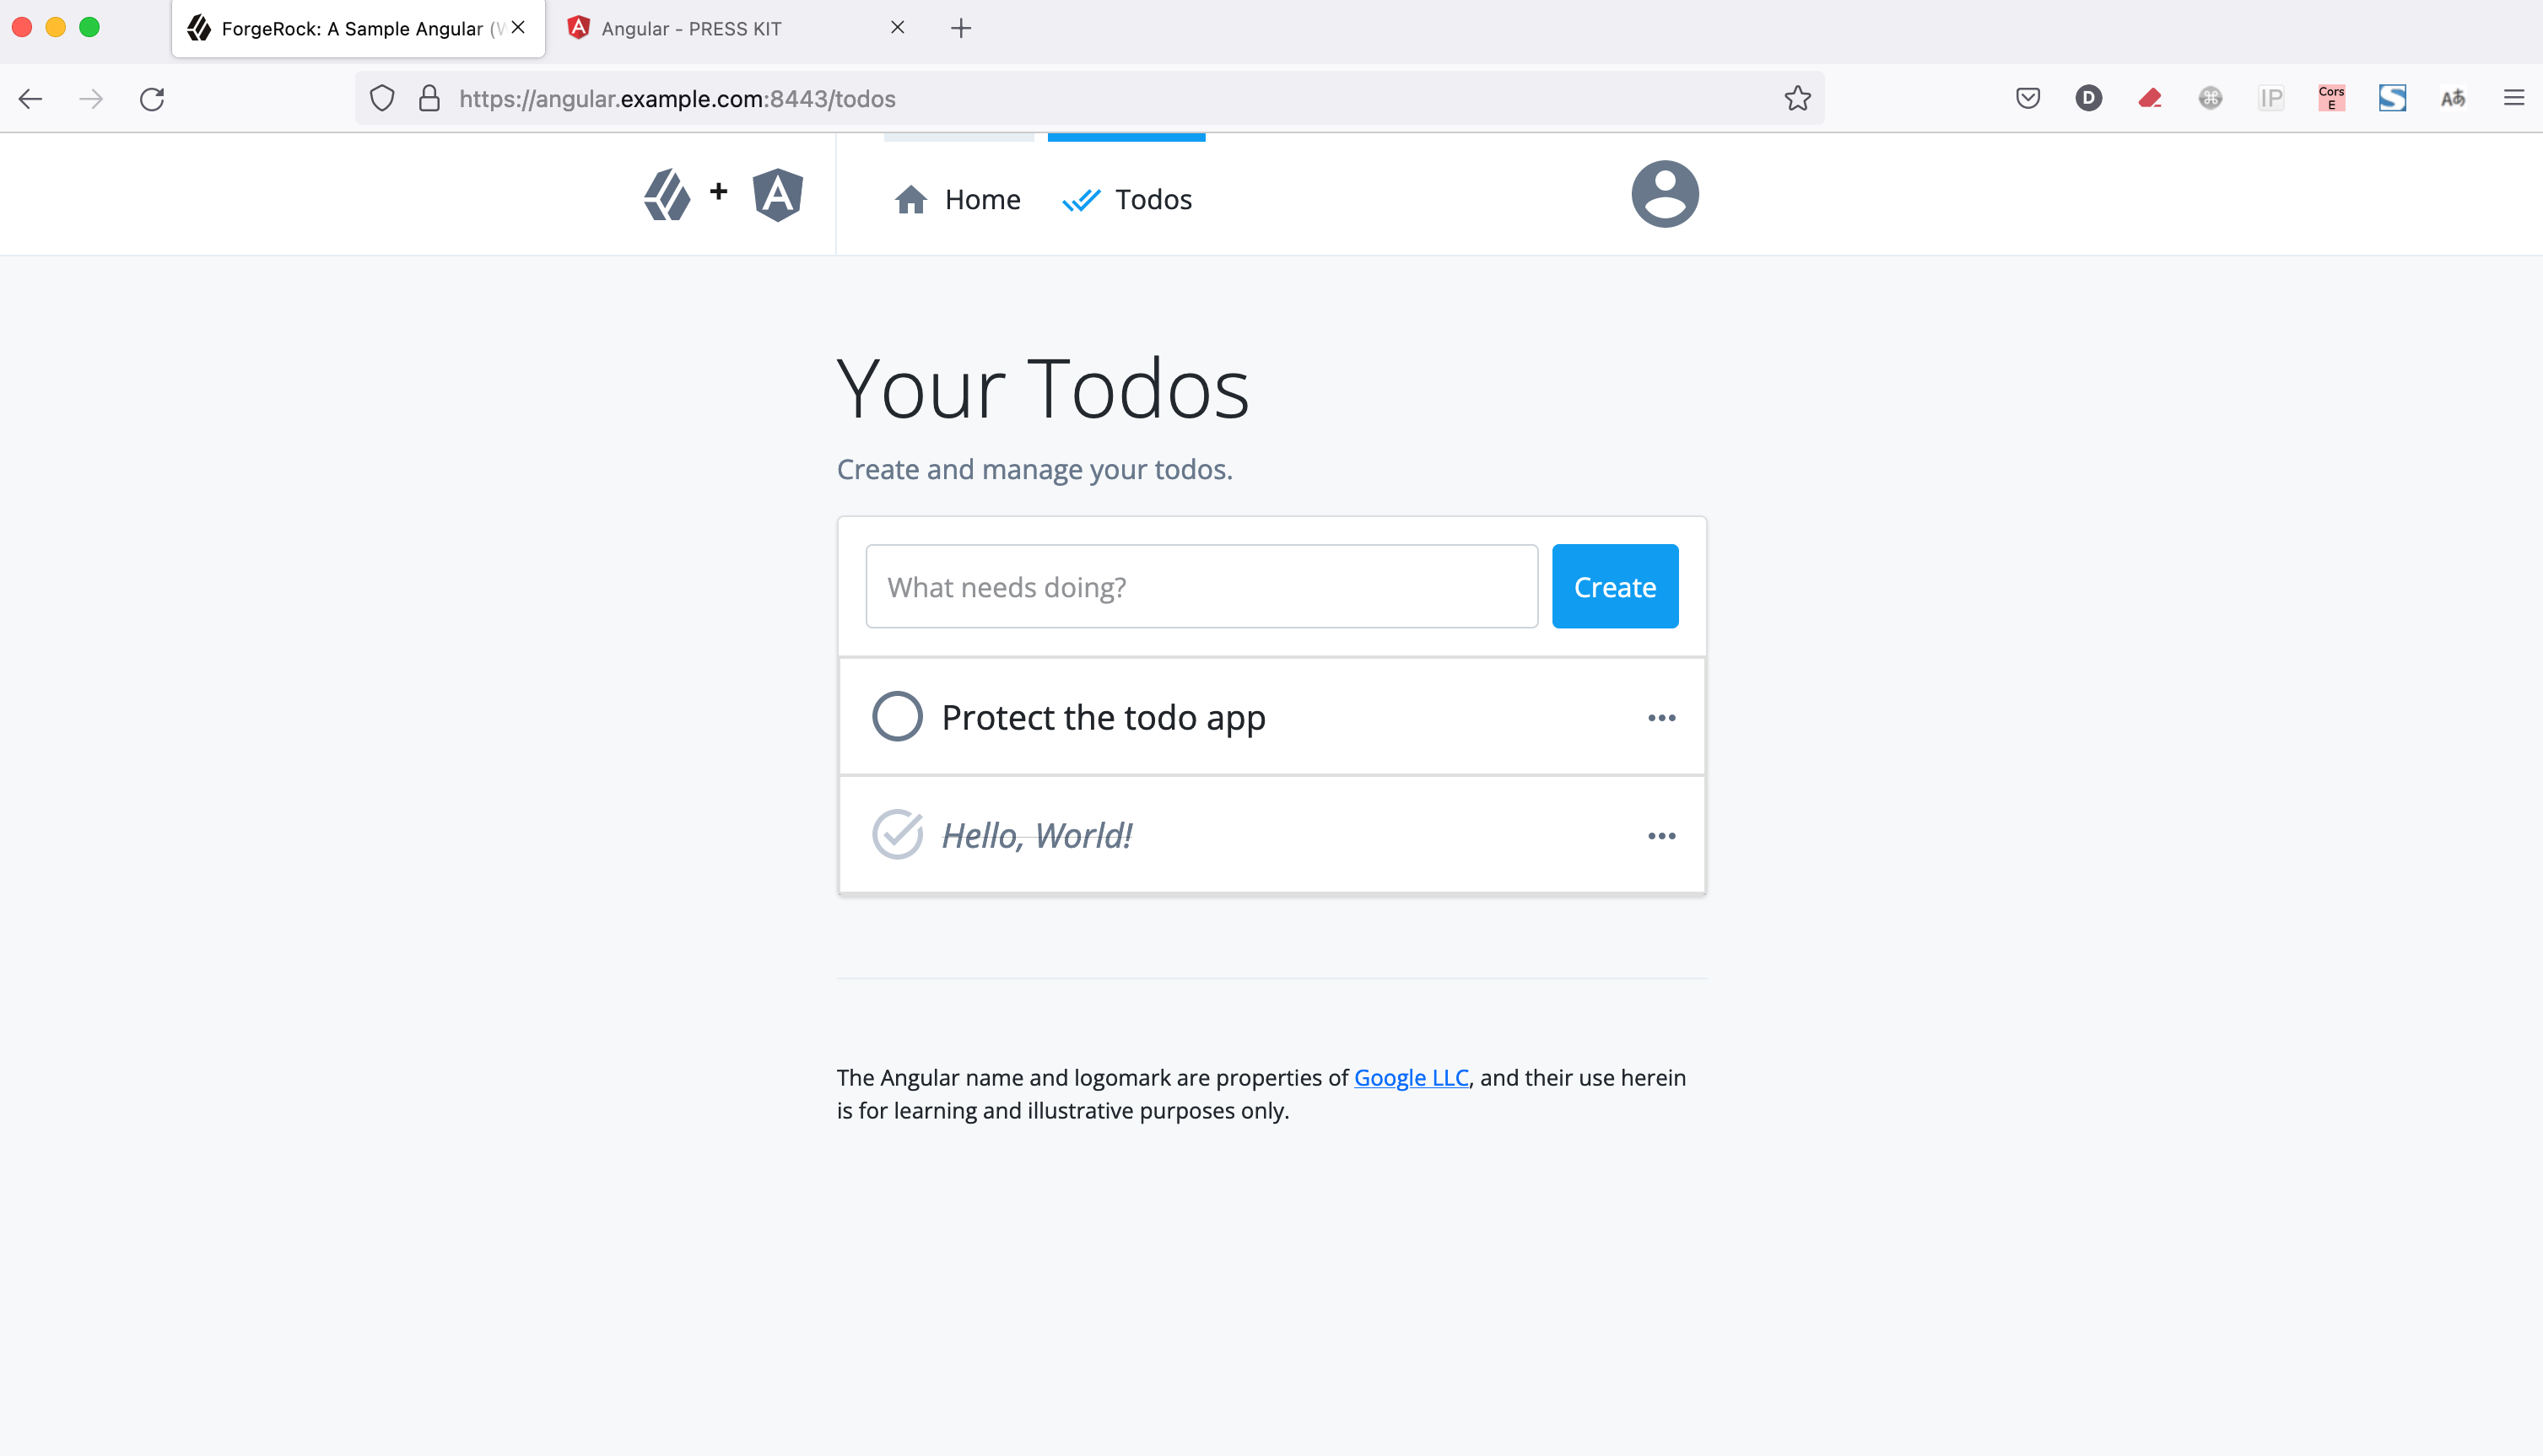 ForgeRock: A Sample Angular (
Angular - PRESS KIT
https://angular.example.com:8443/todos
D
IP
Cors
E
S
Aあ
+
A
Home
Todos
Your Todos
Create and manage your todos.
What needs doing?
Create
Protect the todo app
Hello, World!
The Angular name and logomark are properties of Google LLC, and their use herein
is for learning and illustrative purposes only.